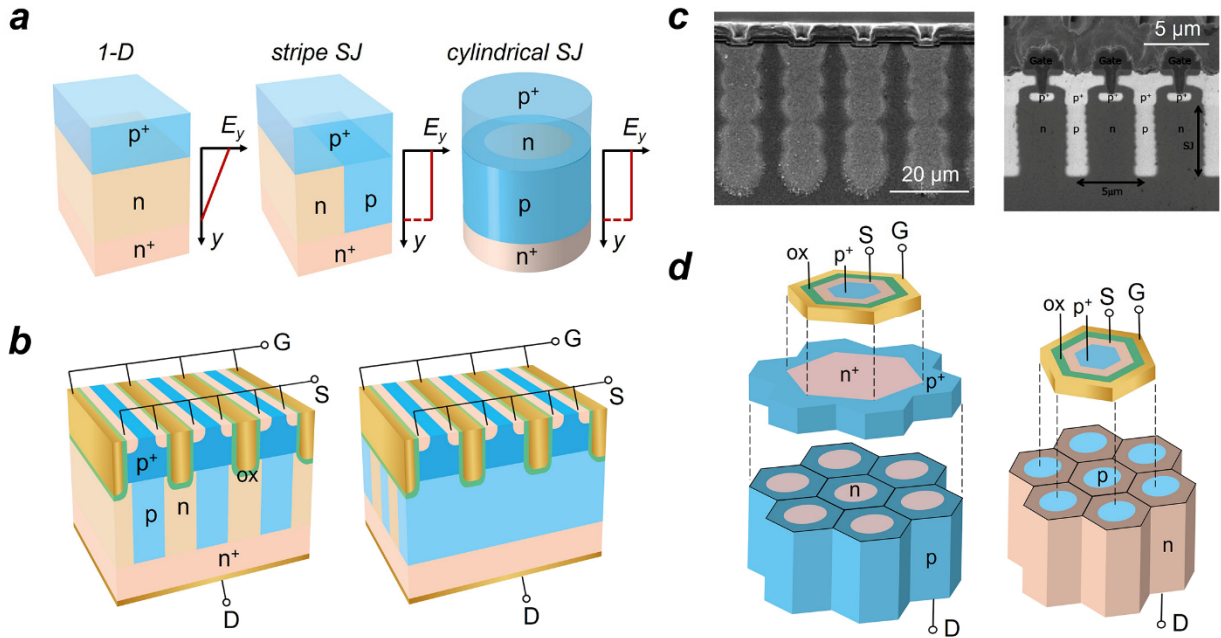 a
1-D
stripe SJ
cylindrical SJ
p⁺
n
n⁺
E_y
y
p⁺
n
p
n⁺
E_y
y
p⁺
n
p
n⁺
E_y
y
b
G
S
p⁺
ox
p
n
n⁺
D
G
S
D
c
20 μm
5 μm
Gate
Gate
Gate
p⁺
p⁺
p⁺
p⁺
p⁺
n
p
n
p
n
SJ
5μm
d
S
G
ox
p⁺
n⁺
p⁺
n
p
D
S
G
ox
p⁺
p
n
D